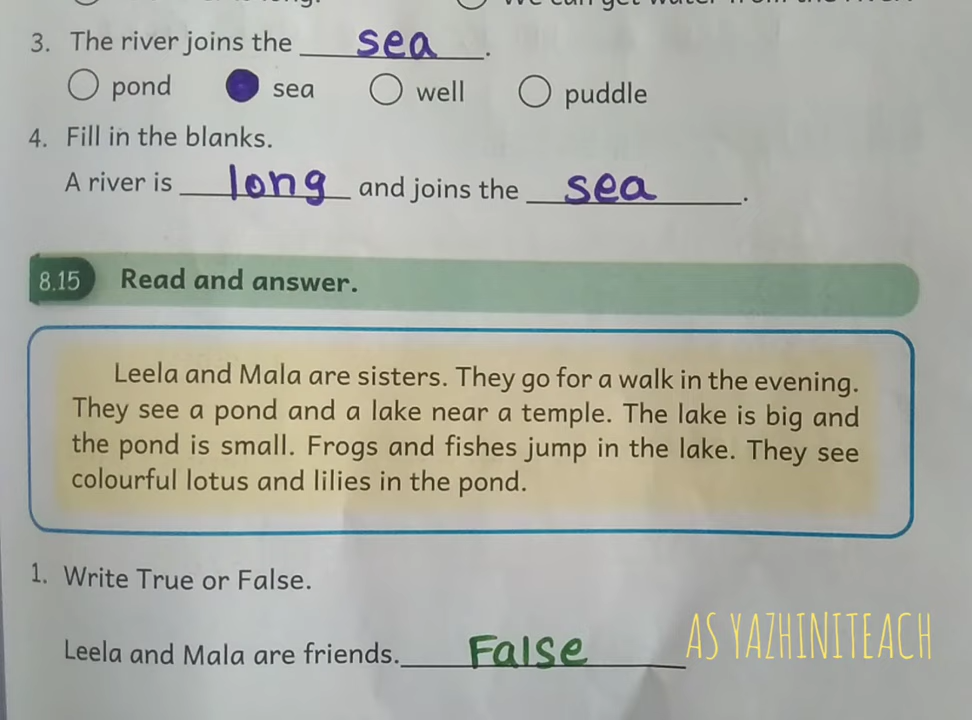 3. The river joins the sea.
pond sea well puddle
4. Fill in the blanks.
A river is long and joins the sea.
8.15 Read and answer.
Leela and Mala are sisters. They go for a walk in the evening.
They see a pond and a lake near a temple. The lake is big and
the pond is small. Frogs and fishes jump in the lake. They see
colourful lotus and lilies in the pond.
1. Write True or False.
Leela and Mala are friends. False
AS YAZHINITEACH